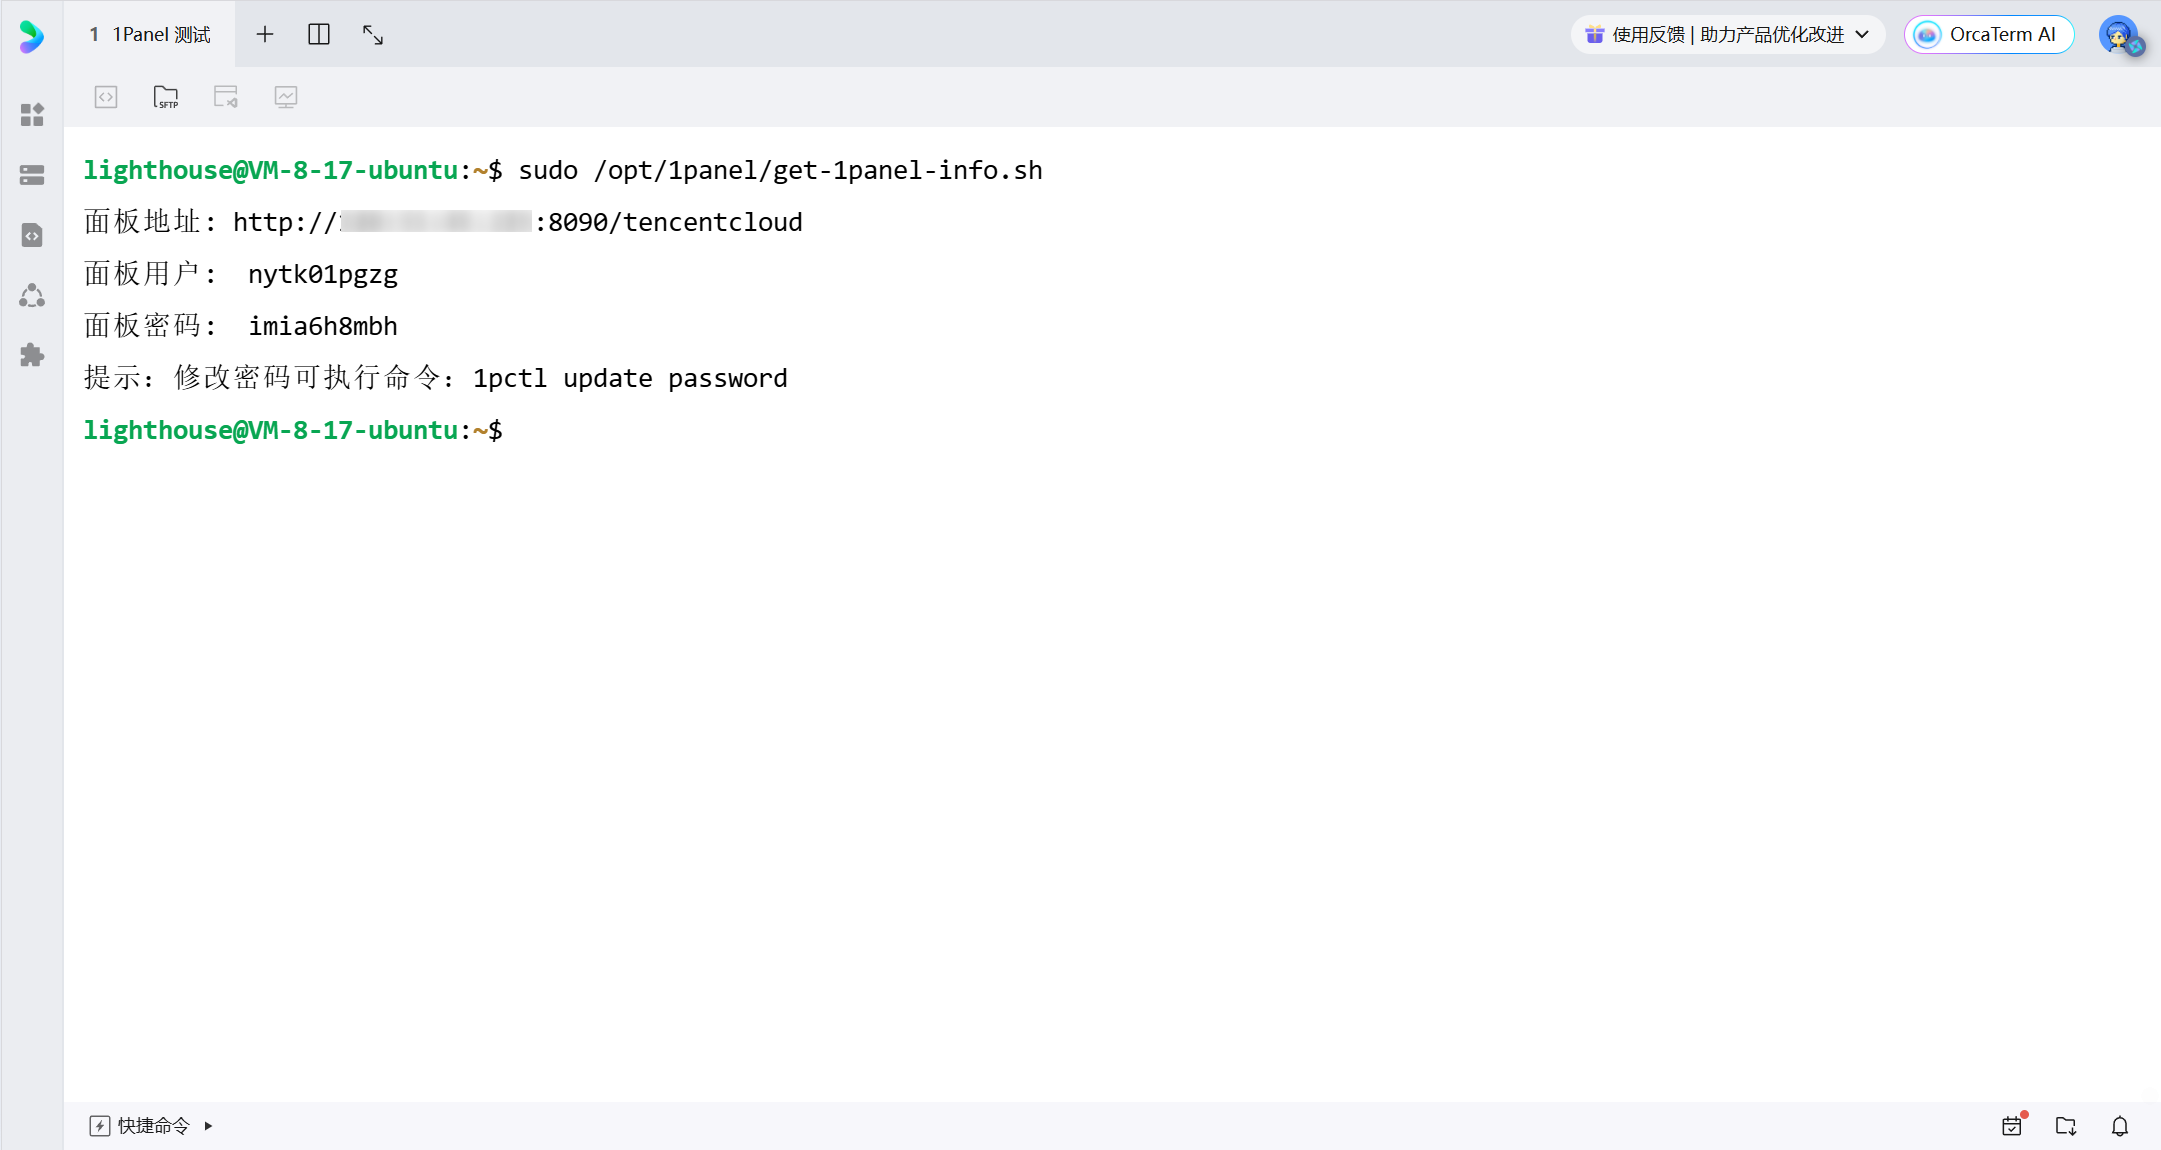 1 1Panel 测试
使用反馈 | 助力产品优化改进
OrcaTerm AI
SFTP
lighthouse@VM-8-17-ubuntu:~$ sudo /opt/1panel/get-1panel-info.sh
面板地址: http://:8090/tencentcloud
面板用户: nytk01pgzg
面板密码: imia6h8mbh
提示: 修改密码可执行命令: 1pctl update password
lighthouse@VM-8-17-ubuntu:~$
快捷命令